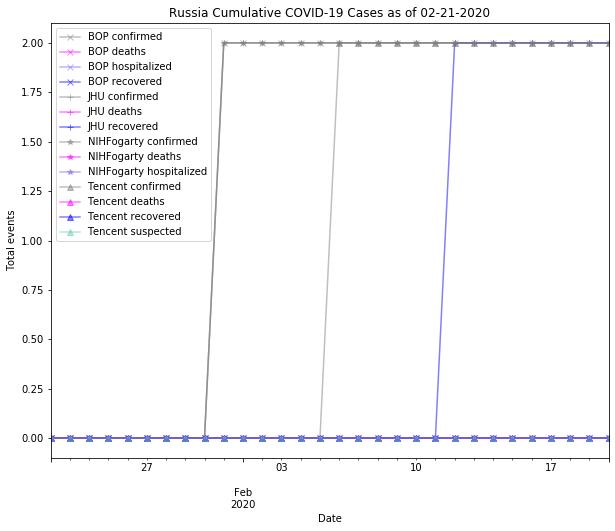 Russia Cumulative COVID-19 Cases as of 02-21-2020
BOP confirmed
BOP deaths
BOP hospitalized
BOP recovered
JHU confirmed
JHU deaths
JHU recovered
NIHFogarty confirmed
NIHFogarty deaths
NIHFogarty hospitalized
Tencent confirmed
Tencent deaths
Tencent recovered
Tencent suspected
2.00
1.75
1.50
1.25
1.00
0.75
0.50
0.25
0.00
Total events
27
03
10
17
Feb
2020
Date